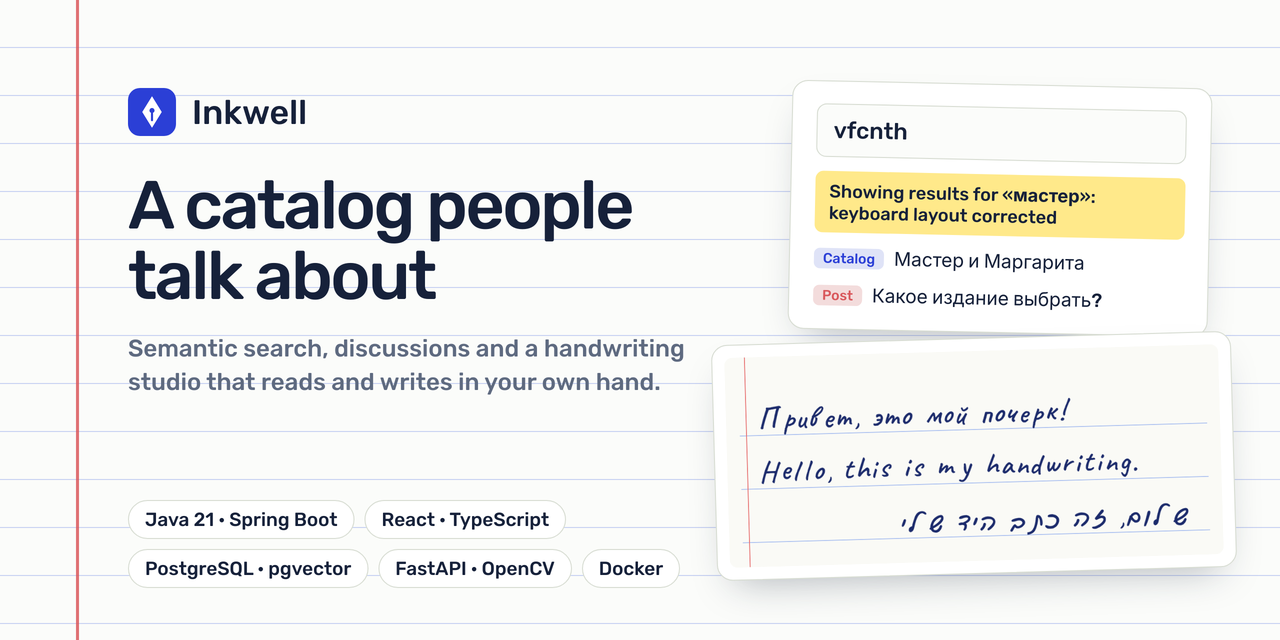 Inkwell
A catalog people
talk about
Semantic search, discussions and a handwriting
studio that reads and writes in your own hand.
Java 21 • Spring Boot
React • TypeScript
PostgreSQL • pgvector
FastAPI • OpenCV
Docker
vfcnth
Showing results for «мастер»:
keyboard layout corrected
Catalog Мастер и Маргарита
Post Какое издание выбрать?
Привет, это мой почерк!
Hello, this is my handwriting.
שלום, זה כתב היד שלי.